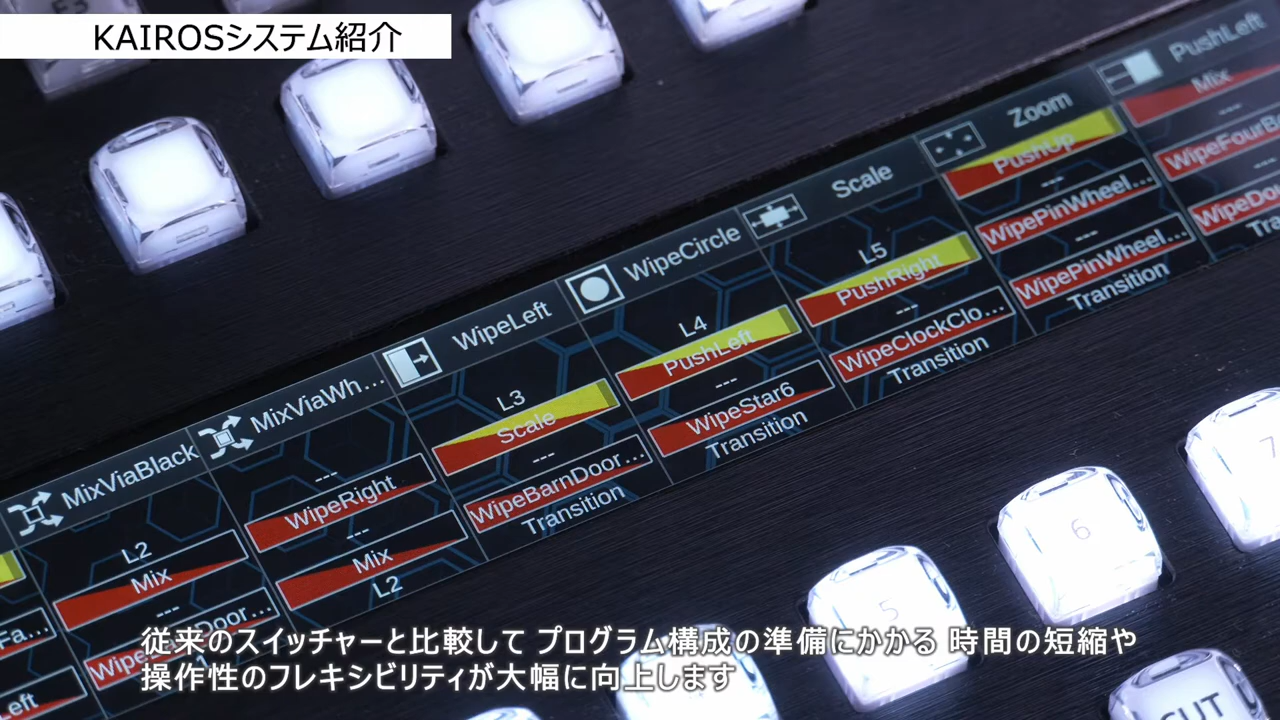 KAIROSシステム紹介
PushLeft
Mix
---
WipeFourBo
---
Zoom
PushUp
---
WipePinWheel...
---
WipePinWheel...
Transition
Scale
L5
PushRight
---
WipeClockClo...
Transition
WipeCircle
L4
PushLeft
---
WipeStar6
Transition
WipeLeft
L3
Scale
---
WipeBarnDoor...
Transition
MixViaWh...
---
WipeRight
---
Mix
L2
MixViaBlack
L2
Mix
---
5
6
7
CUT
従来のスイッチャーと比較して プログラム構成の準備にかかる 時間の短縮や
操作性のフレキシビリティが大幅に向上します